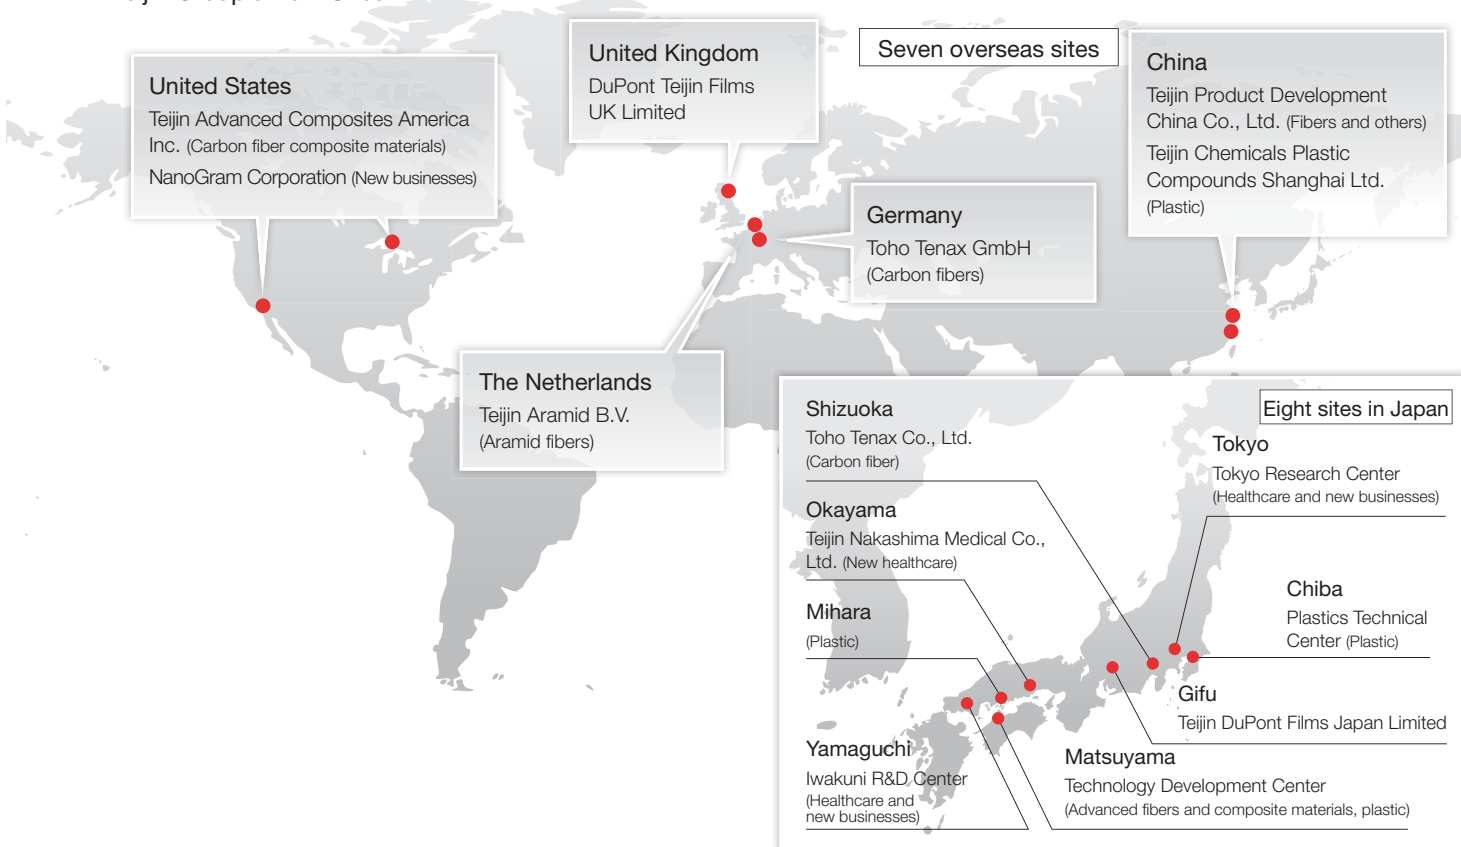 United States
Teijin Advanced Composites America
Inc. (Carbon fiber composite materials)
NanoGram Corporation (New businesses)
United Kingdom
DuPont Teijin Films
UK Limited
Seven overseas sites
China
Teijin Product Development
China Co., Ltd. (Fibers and others)
Teijin Chemicals Plastic
Compounds Shanghai Ltd.
(Plastic)
Germany
Toho Tenax GmbH
(Carbon fibers)
The Netherlands
Teijin Aramid B.V.
(Aramid fibers)
Eight sites in Japan
Shizuoka
Toho Tenax Co., Ltd.
(Carbon fiber)
Okayama
Teijin Nakashima Medical Co.,
Ltd. (New healthcare)
Mihara
(Plastic)
Yamaguchi
Iwakuni R&D Center
(Healthcare and
new businesses)
Tokyo
Tokyo Research Center
(Healthcare and new businesses)
Chiba
Plastics Technical
Center (Plastic)
Gifu
Teijin DuPont Films Japan Limited
Matsuyama
Technology Development Center
(Advanced fibers and composite materials, plastic)